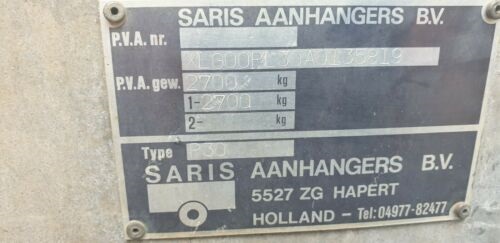 SARIS AANHANGERS B.V.
P.V.A. nr.
P.V.A. gew. 2700 kg
1- 2700 kg
2- kg
Type P30
SARIS AANHANGERS B.V.
5527 ZG HAPERT
HOLLAND – Tel: 04977-82477